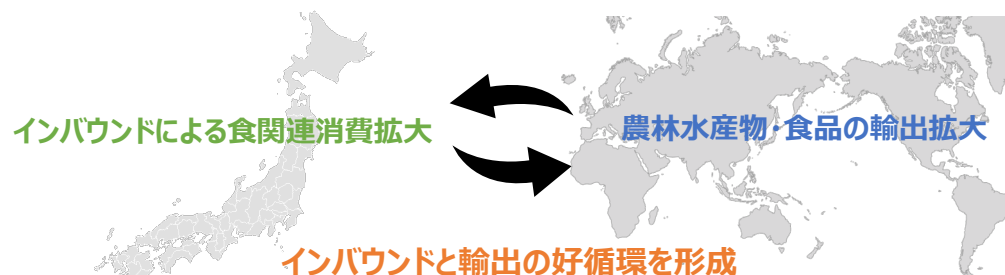 インバウンドによる食関連消費拡大
農林水産物・食品の輸出拡大
インバウンドと輸出の好循環を形成